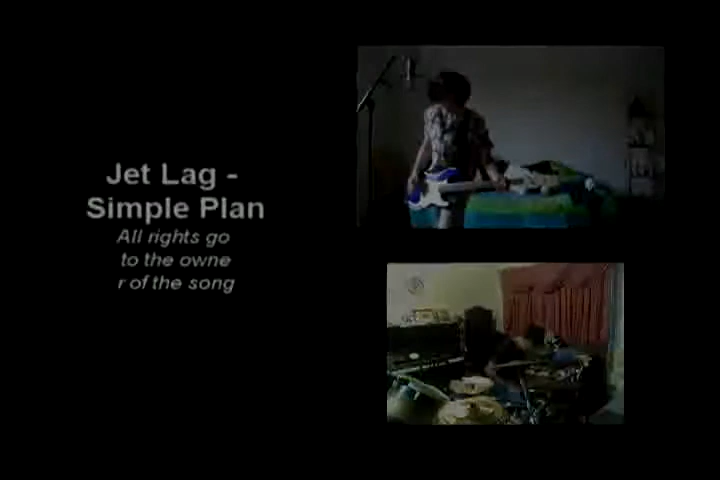 Jet Lag -
Simple Plan
All rights go
to the owne
r of the song